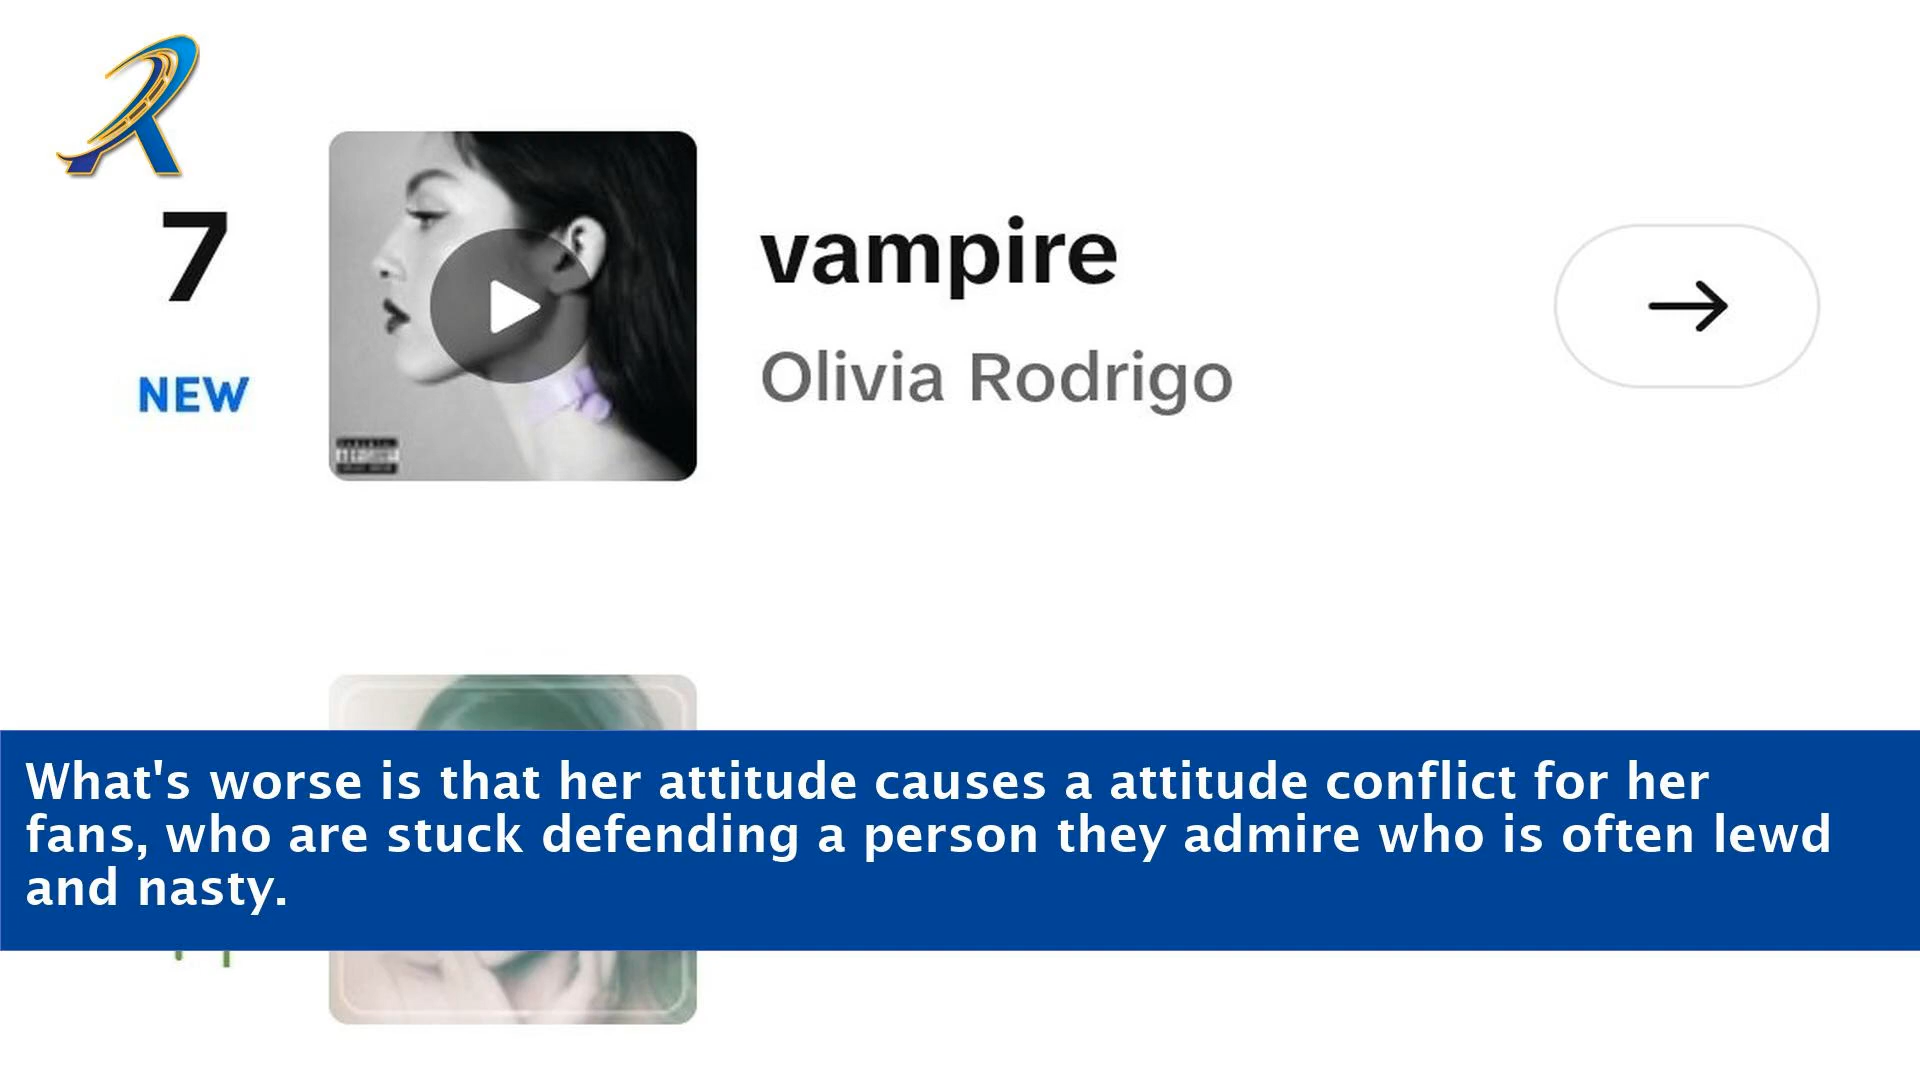 7
NEW
vampire
Olivia Rodrigo
What's worse is that her attitude causes a attitude conflict for her
fans, who are stuck defending a person they admire who is often lewd
and nasty.